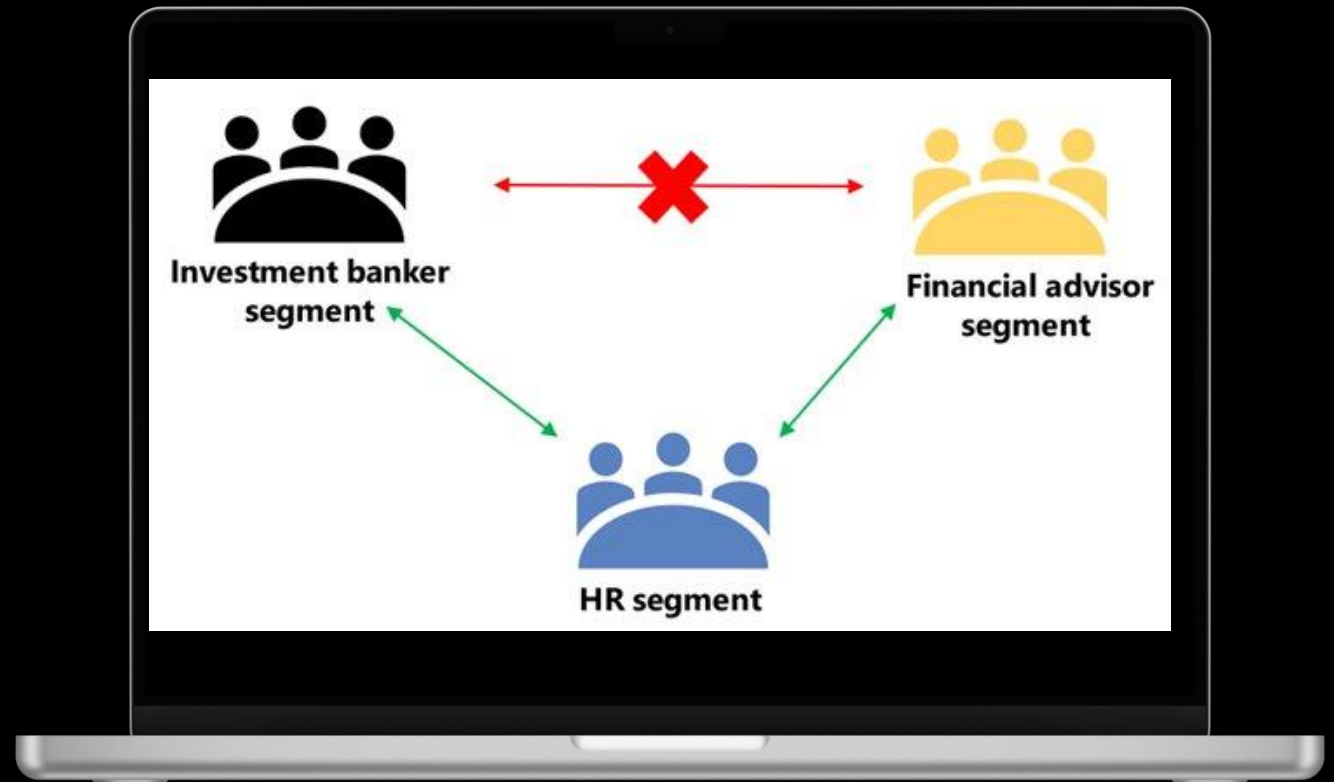 Investment banker
segment
Financial advisor
segment
HR segment